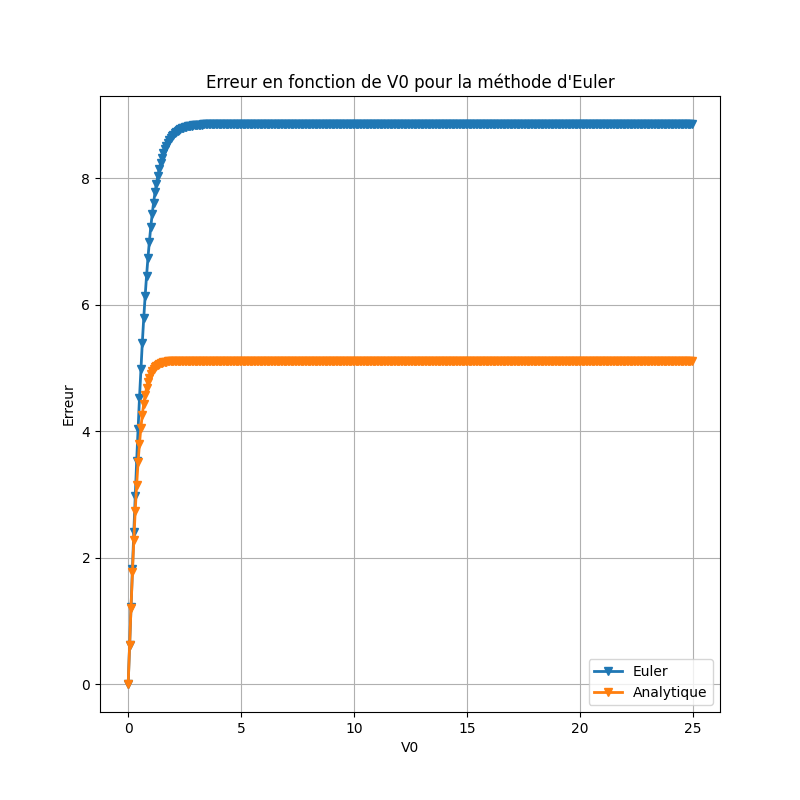 Erreur en fonction de V0 pour la méthode d'Euler
Erreur
8
6
4
2
0
0 5 10 15 20 25
V0
Euler
Analytique